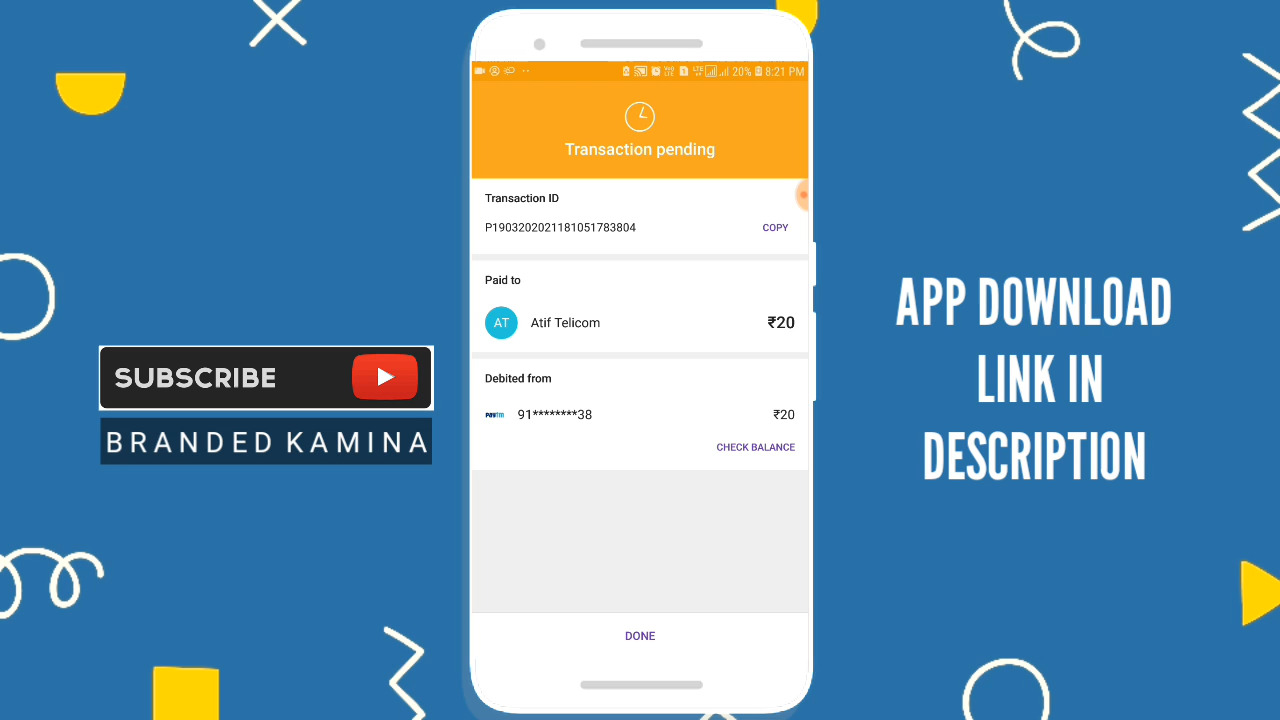 20% 8:21 PM
Transaction pending
Transaction ID
P1903202021181051783804
COPY
Paid to
AT
Atif Telicom
₹20
Debited from
paytm
91********38
₹20
CHECK BALANCE
DONE
SUBSCRIBE
BRANDED KAMINA
APP DOWNLOAD
LINK IN
DESCRIPTION